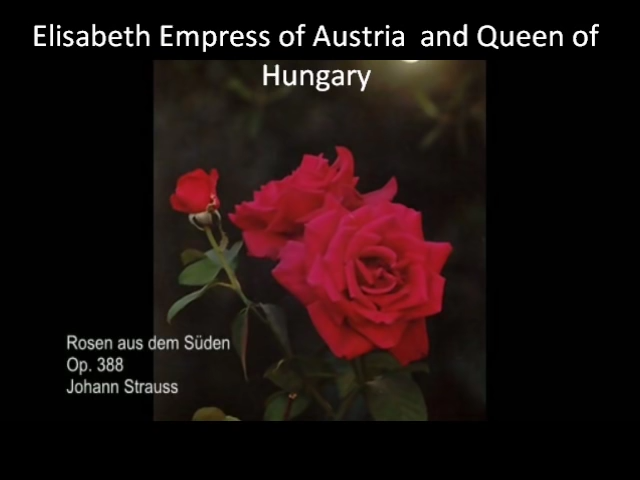 Elisabeth Empress of Austria  and Queen of
Hungary
Rosen aus dem Süden
Op. 388
Johann Strauss